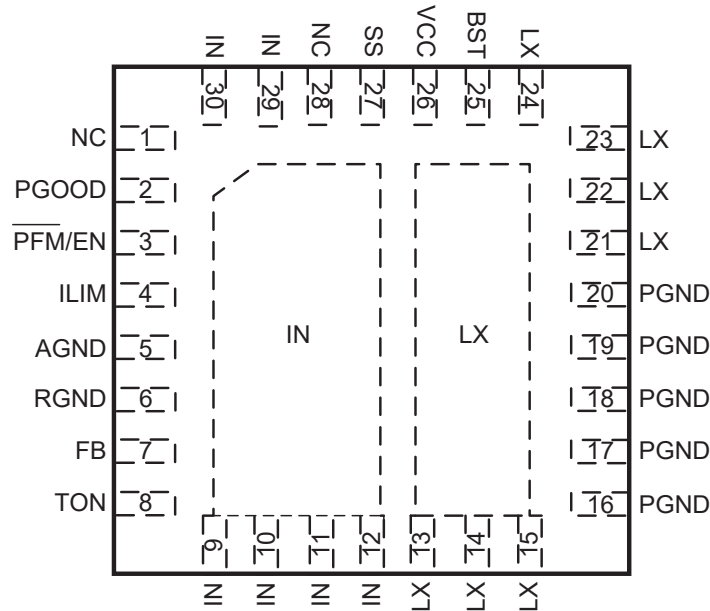 IN
IN
NC
SS
VCC
BST
LX
30
29
28
27
26
25
24
NC 1
PGOOD 2
PFM/EN 3
ILIM 4
AGND 5
RGND 6
FB 7
TON 8
IN
LX
23 LX
22 LX
21 LX
20 PGND
19 PGND
18 PGND
17 PGND
16 PGND
9
10
11
12
13
14
15
IN
IN
IN
IN
LX
LX
LX